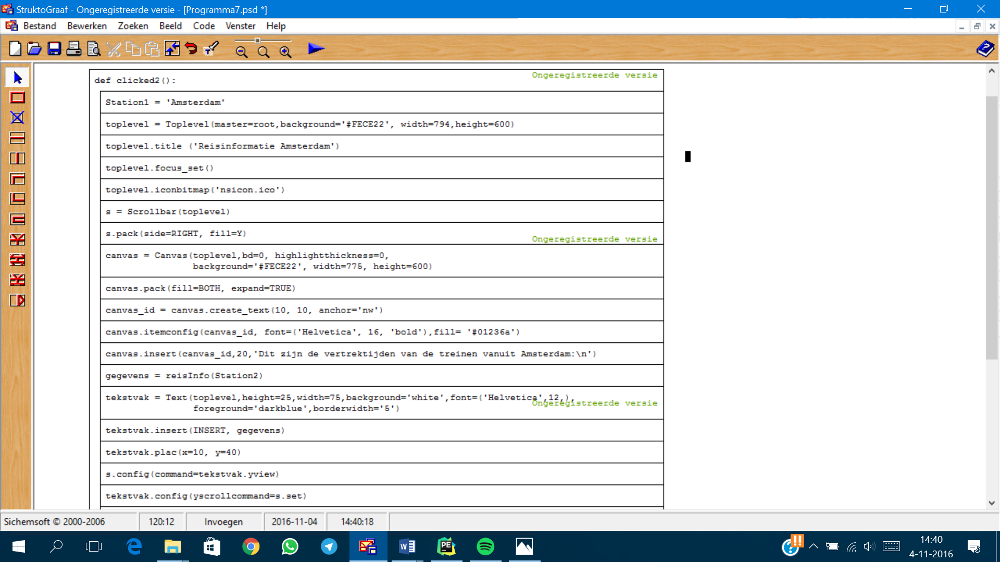 StruktoGraaf - Ongeregistreerde versie - [Programma7.psd *]
Bestand Bewerken Zoeken Beeld Code Venster Help
Ongeregistreerde versie
def clicked2():
Station1 = 'Amsterdam'
toplevel = Toplevel(master=root,background='#FECE22', width=794,height=600)
toplevel.title ('Reisinformatie Amsterdam')
toplevel.focus_set()
toplevel.iconbitmap('nsicon.ico')
s = Scrollbar(toplevel)
s.pack(side=RIGHT, fill=Y)
Ongeregistreerde versie
canvas = Canvas(toplevel,bd=0, highlightthickness=0,
background='#FECE22', width=775, height=600)
canvas.pack(fill=BOTH, expand=TRUE)
canvas_id = canvas.create_text(10, 10, anchor='nw')
canvas.itemconfig(canvas_id, font=('Helvetica', 16, 'bold'),fill= '#01236a')
canvas.insert(canvas_id,20,'Dit zijn de vertrektijden van de treinen vanuit Amsterdam:\n')
gegevens = reisInfo(Station2)
tekstvak = Text(toplevel,height=25,width=75,background='white',font=('Helvetica',12,),
Ongeregistreerde versie
foreground='darkblue',borderwidth='5')
tekstvak.insert(INSERT, gegevens)
tekstvak.plac(x=10, y=40)
s.config(command=tekstvak.yview)
tekstvak.config(yscrollcommand=s.set)
Sichemsoft © 2000-2006 120:12 Invoegen 2016-11-04 14:40:18
14:40
4-11-2016